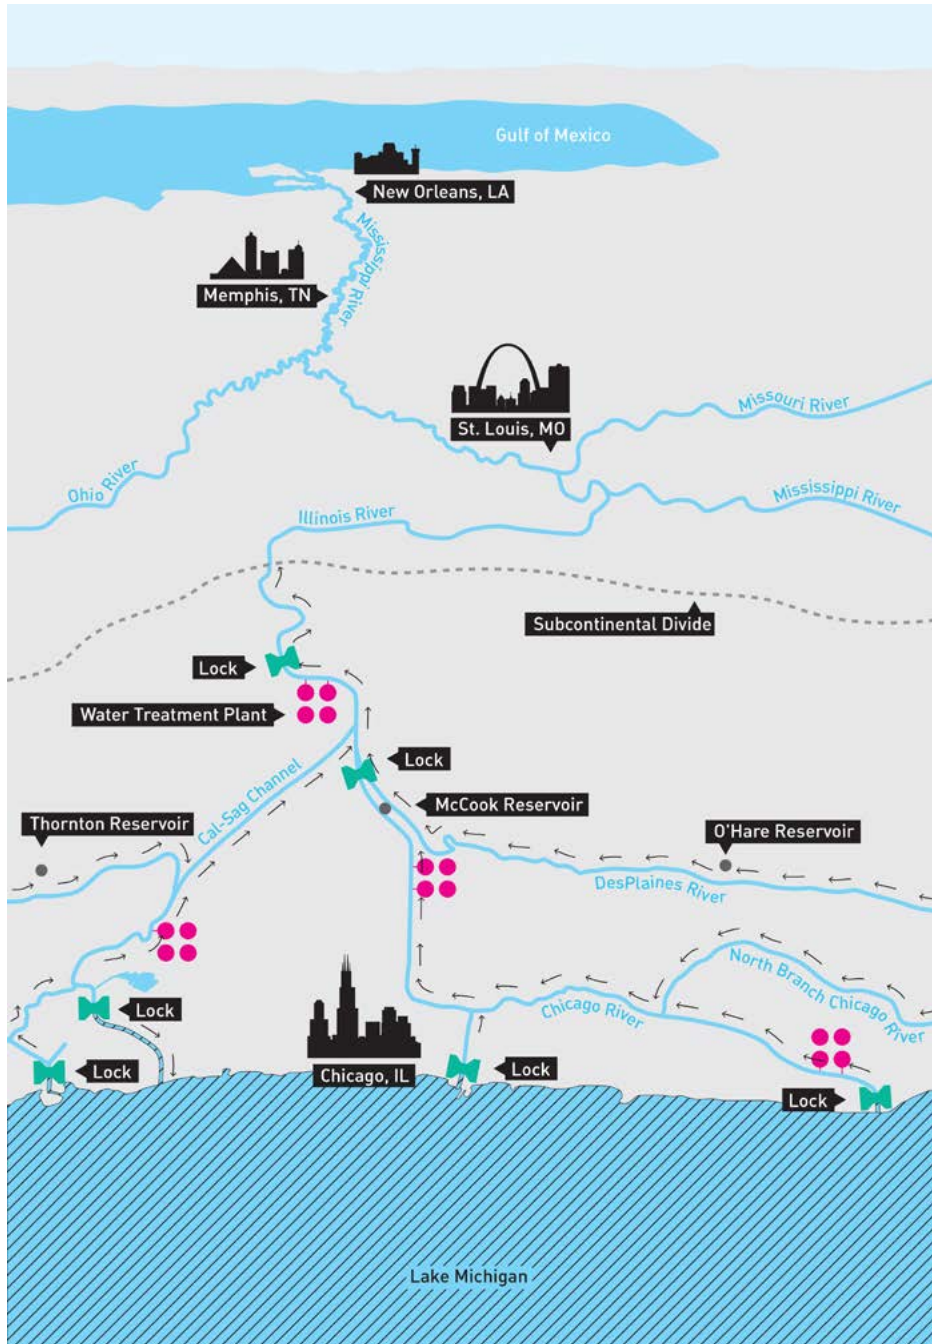 Gulf of Mexico
New Orleans, LA
Mississippi River
Memphis, TN
St. Louis, MO
Missouri River
Ohio River
Mississippi River
Illinois River
Subcontinental Divide
Lock
Water Treatment Plant
Lock
Cal-Sag Channel
McCook Reservoir
Thornton Reservoir
O'Hare Reservoir
DesPlaines River
North Branch Chicago River
Chicago River
Lock
Lock
Chicago, IL
Lock
Lock
Lake Michigan